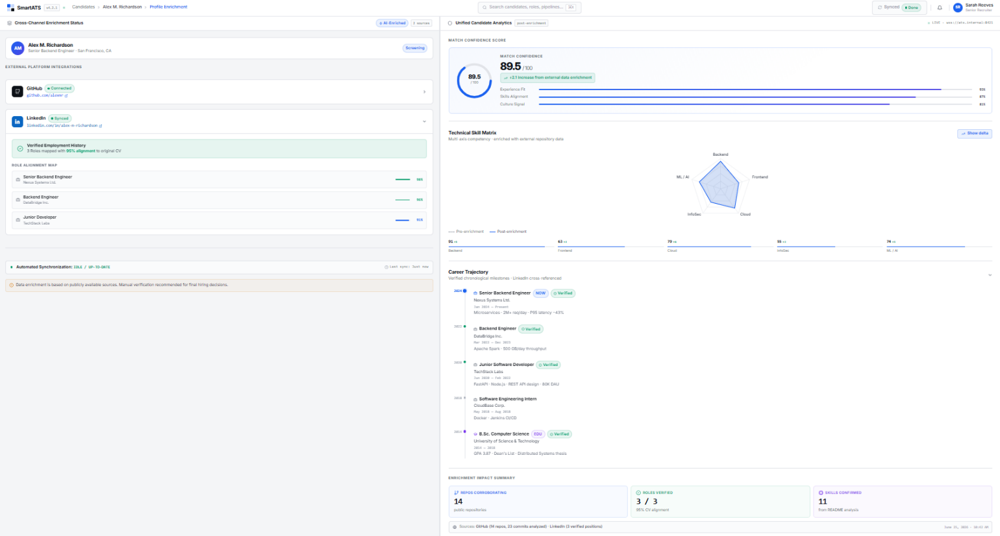 SmartATS v4.2.1 Candidates › Alex M. Richardson › Profile Enrichment
Search candidates, roles, pipelines... ⌘K
Synced Done
SR Sarah Reeves
Senior Recruiter
Cross-Channel Enrichment Status
AI-Enriched 2 sources
AM Alex M. Richardson
Senior Backend Engineer · San Francisco, CA
Screening
EXTERNAL PLATFORM INTEGRATIONS
GitHub Connected
LinkedIn Synced
linkedin.com/in/alex-m-richardson
Verified Employment History
3 Roles mapped with 95% alignment to original CV
ROLE ALIGNMENT MAP
Senior Backend Engineer
Nexus Systems Ltd.
Backend Engineer
DataBridge Inc.
Junior Developer
TechStack Labs
91%
Automated Synchronization: IDLE / UP-TO-DATE
Last sync: Just now
Data enrichment is based on publicly available sources. Manual verification recommended for final hiring decisions.
Unified Candidate Analytics post-enrichment
LIVE · wss://ats.internal:8421
MATCH CONFIDENCE SCORE
89.5
/ 100
MATCH CONFIDENCE
89.5 /100
+2.1 increase from external data enrichment
Experience Fit 93%
Skills Alignment 87%
Culture Signal 81%
Technical Skill Matrix
Multi-axis competency · enriched with external repository data
Show delta
Backend
ML / AI
Frontend
InfoSec
Cloud
Pre-enrichment Post-enrichment
91
Backend
63
Frontend
79
Cloud
55
InfoSec
74
ML / AI
Career Trajectory
Verified chronological milestones · LinkedIn cross-referenced
2024
Senior Backend Engineer NOW Verified
Nexus Systems Ltd.
Jan 2024 — Present
Microservices · 2M+ req/day · P95 latency −43%
2022
Backend Engineer Verified
DataBridge Inc.
Mar 2022 — Dec 2023
Apache Spark · 500 GB/day throughput
2020
Junior Software Developer Verified
TechStack Labs
Jun 2020 — Feb 2022
FastAPI · Node.js · REST API design · 80K DAU
2018
Software Engineering Intern
CloudBase Corp.
May 2018 — Aug 2018
Docker · Jenkins CI/CD
B.Sc. Computer Science EDU Verified
University of Science & Technology
2014 — 2018
GPA 3.87 · Dean's List · Distributed Systems thesis
ENRICHMENT IMPACT SUMMARY
REPOS CORROBORATING
14
public repositories
ROLES VERIFIED
3 / 3
95% CV alignment
SKILLS CONFIRMED
11
from README analysis
Sources: GitHub (14 repos, 23 commits analyzed) · LinkedIn (3 verified positions)